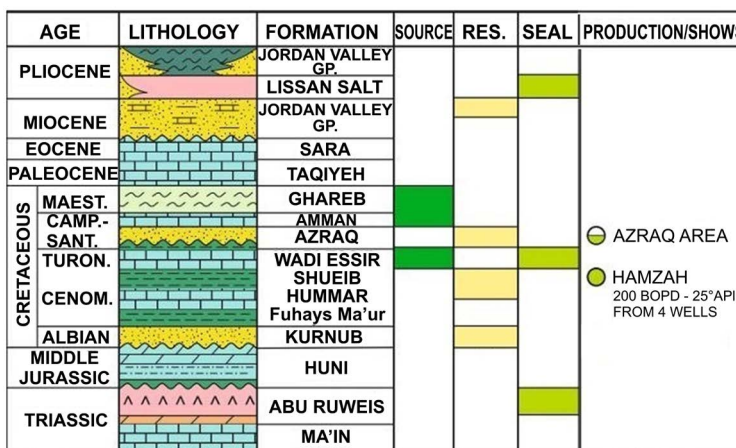 AGE LITHOLOGY FORMATION SOURCE RES. SEAL PRODUCTION/SHOWS
PLIOCENE
JORDAN VALLEY
GP.
LISSAN SALT
MIOCENE
JORDAN VALLEY
GP.
EOCENE SARA
PALEOCENE TAQIYEH
CRETACEOUS
MAEST. GHAREB
CAMP.-
SANT.
AMMAN
AZRAQ
AZRAQ AREA
TURON. WADI ESSIR
CENOM.
SHUEIB
HUMMAR
Fuhays Ma'ur
HAMZAH
200 BOPD - 25°API
FROM 4 WELLS
ALBIAN KURNUB
MIDDLE
JURASSIC
HUNI
TRIASSIC
ABU RUWEIS
MA'IN